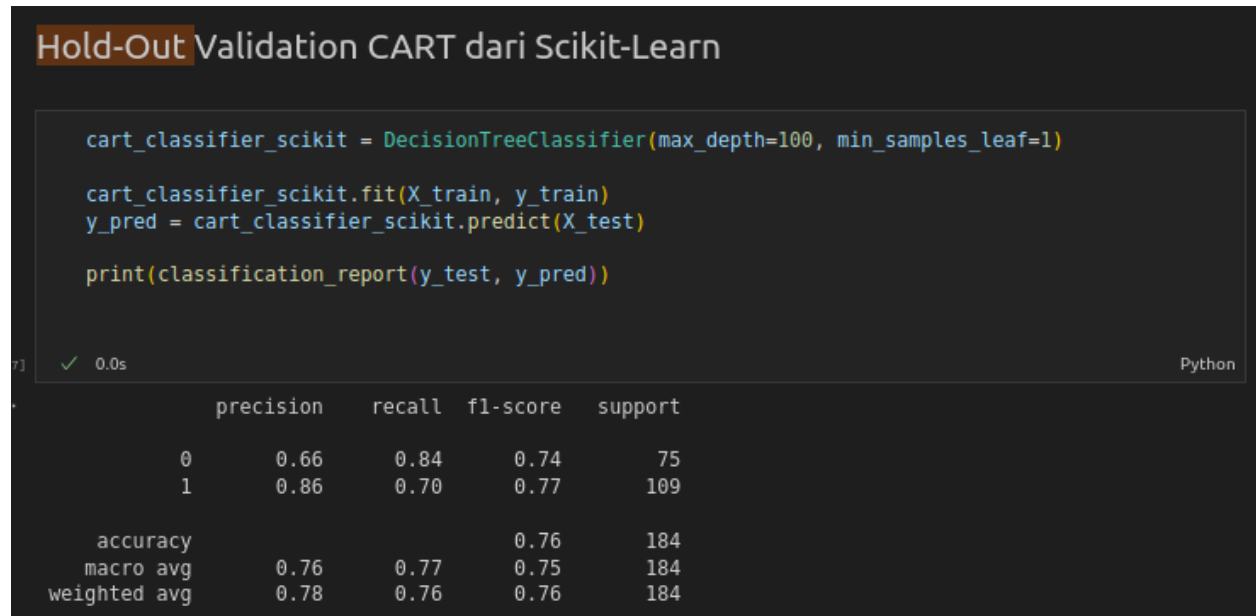 Hold-Out Validation CART dari Scikit-Learn
cart_classifier_scikit = DecisionTreeClassifier(max_depth=100, min_samples_leaf=1)
cart_classifier_scikit.fit(X_train, y_train)
y_pred = cart_classifier_scikit.predict(X_test)
print(classification_report(y_test, y_pred))
7] ✓ 0.0s Python
precision recall f1-score support
0 0.66 0.84 0.74 75
1 0.86 0.70 0.77 109
accuracy 0.76 184
macro avg 0.76 0.77 0.75 184
weighted avg 0.78 0.76 0.76 184